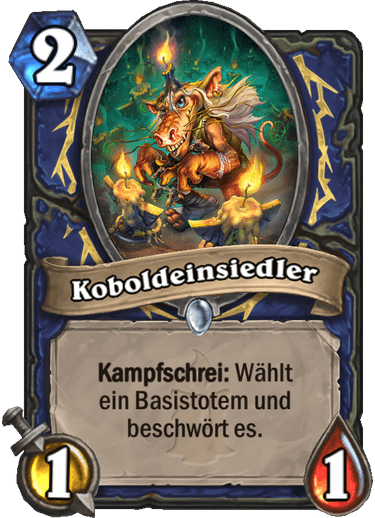 2
Koboldeinsiedler
Kampfschrei: Wählt
ein Basistotem und
beschwört es.
1
1